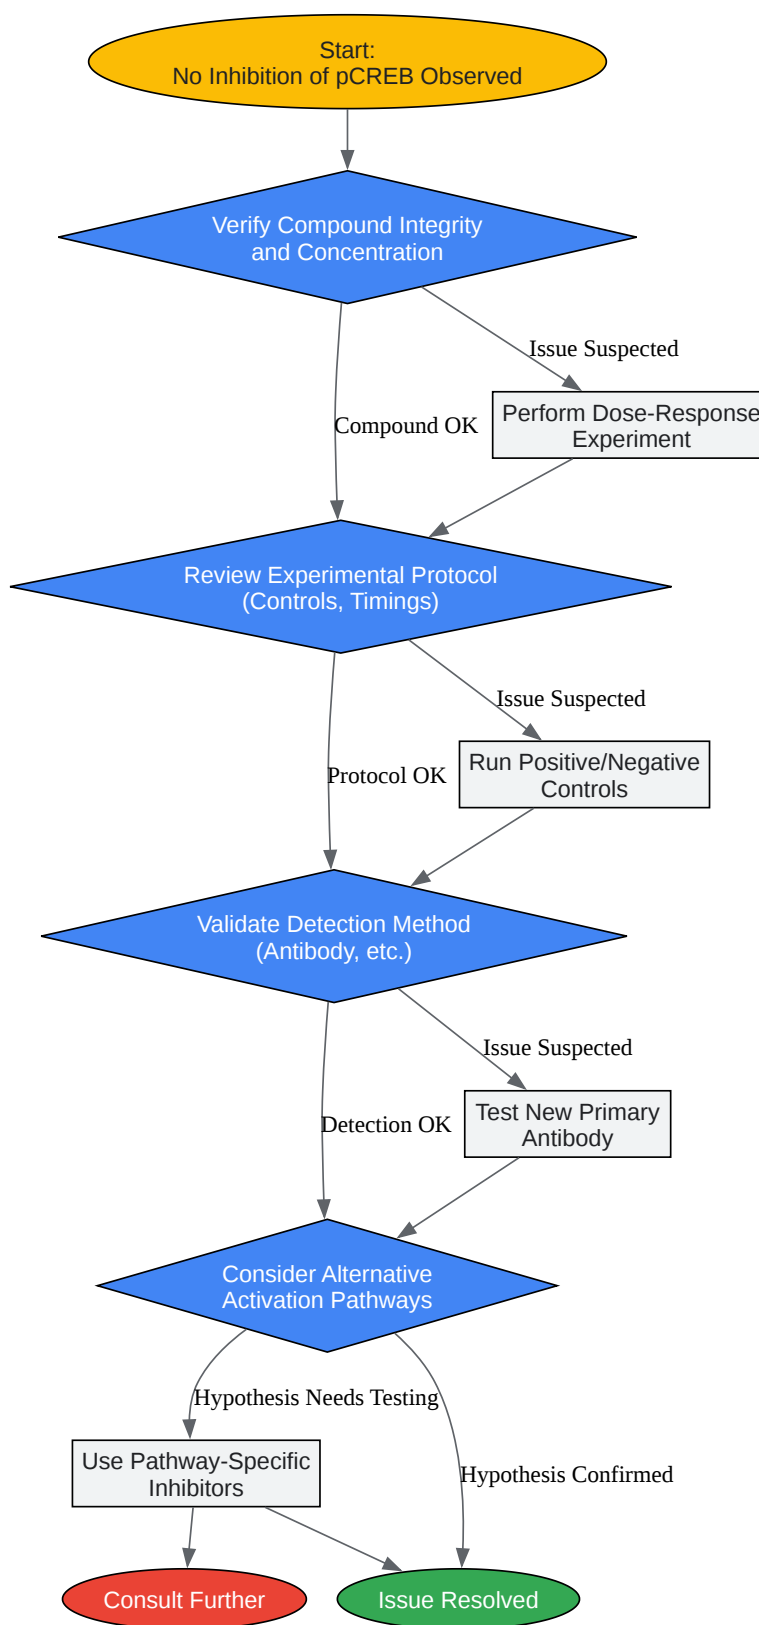 Start:
No Inhibition of pCREB Observed
Verify Compound Integrity
and Concentration
Issue Suspected
Perform Dose-Response
Experiment
Compound OK
Review Experimental Protocol
(Controls, Timings)
Issue Suspected
Run Positive/Negative
Controls
Protocol OK
Validate Detection Method
(Antibody, etc.)
Issue Suspected
Test New Primary
Antibody
Detection OK
Consider Alternative
Activation Pathways
Hypothesis Needs Testing
Use Pathway-Specific
Inhibitors
Hypothesis Confirmed
Consult Further
Issue Resolved